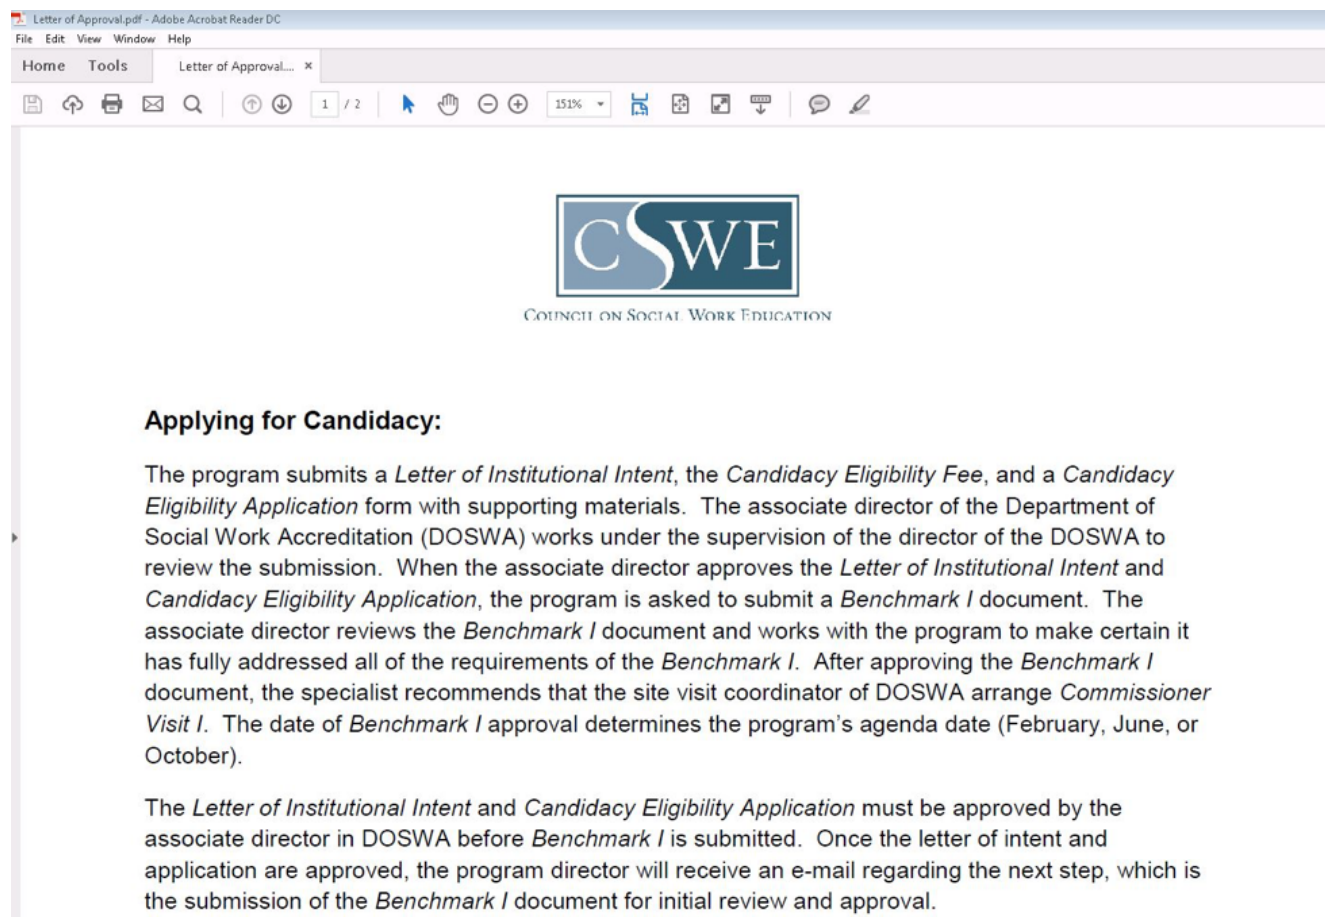 Letter of Approval.pdf - Adobe Acrobat Reader DC
File Edit View Window Help
Home Tools Letter of Approval.... ×
1 / 2 151%
CSWE
COUNCIL ON SOCIAL WORK EDUCATION
Applying for Candidacy:
The program submits a Letter of Institutional Intent, the Candidacy Eligibility Fee, and a Candidacy
Eligibility Application form with supporting materials. The associate director of the Department of
Social Work Accreditation (DOSWA) works under the supervision of the director of the DOSWA to
review the submission. When the associate director approves the Letter of Institutional Intent and
Candidacy Eligibility Application, the program is asked to submit a Benchmark I document. The
associate director reviews the Benchmark I document and works with the program to make certain it
has fully addressed all of the requirements of the Benchmark I. After approving the Benchmark I
document, the specialist recommends that the site visit coordinator of DOSWA arrange Commissioner
Visit I. The date of Benchmark I approval determines the program's agenda date (February, June, or
October).
The Letter of Institutional Intent and Candidacy Eligibility Application must be approved by the
associate director in DOSWA before Benchmark I is submitted. Once the letter of intent and
application are approved, the program director will receive an e-mail regarding the next step, which is
the submission of the Benchmark I document for initial review and approval.